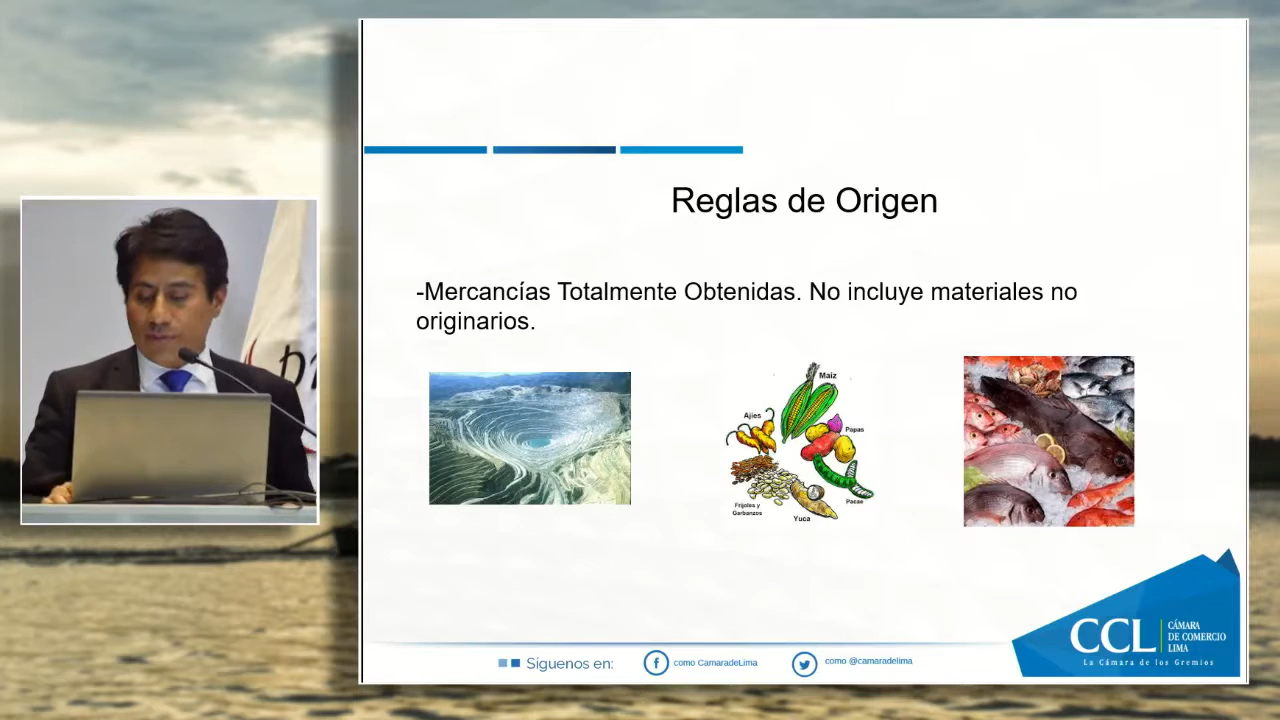 Reglas de Origen
-Mercancías Totalmente Obtenidas. No incluye materiales no
originarios.
Maiz
Ajies
Papas
Pacae
Frijoles y
Garbanzos
Yuca
CCL
CÁMARA
DE COMERCIO
LIMA
La Cámara de los Gremios
Síguenos en:
como CamaradeLima
como @camaradelima